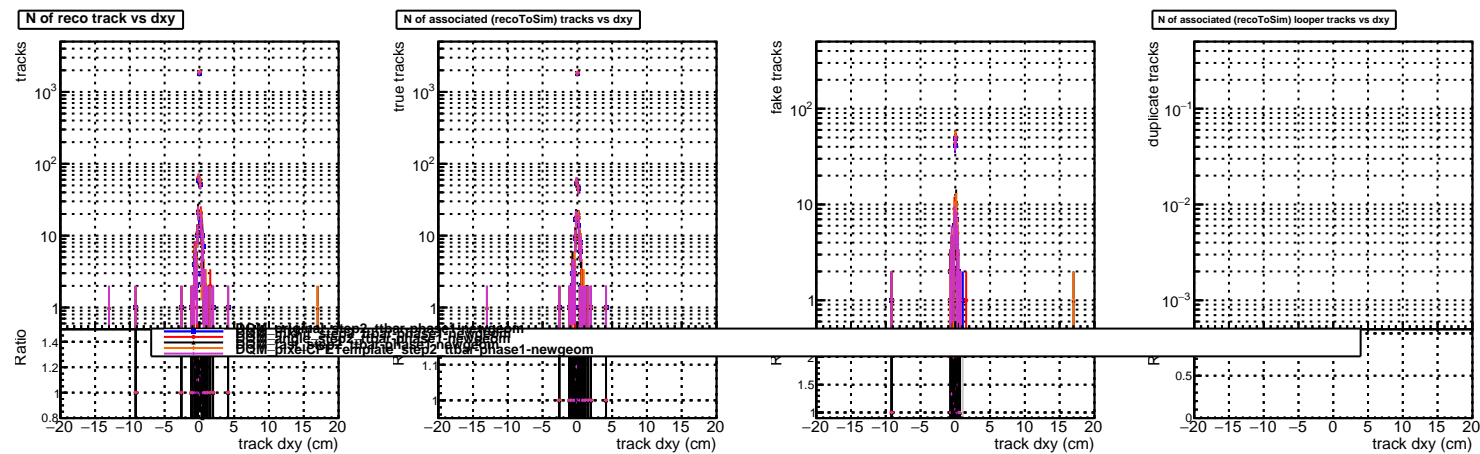 N of reco track vs dxy
N of associated (recoToSim) tracks vs dxy
N of associated (recoToSim) looper tracks vs dxy
tracks
10³
10²
10
1
true tracks
10³
10²
10
1
fake tracks
10²
10
1
duplicate tracks
10⁻¹
10⁻²
10⁻³
DQM_pixelCPETemplate_step2_ttbar-phase1-newgeom
Ratio
1.4
1.2
1
0.8
1.1
1
2
1.5
1
0.5
0
−20 −15 −10 −5 0 5 10 15 20
track dxy (cm)
−20 −15 −10 −5 0 5 10 15 20
track dxy (cm)
−20 −15 −10 −5 0 5 10 15 20
track dxy (cm)
−20 −15 −10 −5 0 5 10 15 20
track dxy (cm)